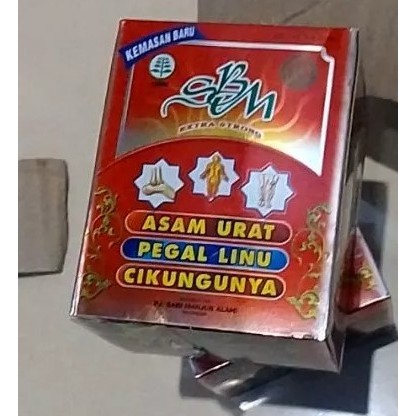 KEMASAN BARU
SBM
EXTRA STRONG
ASAM URAT
PEGAL LINU
CIKUNGUNYA